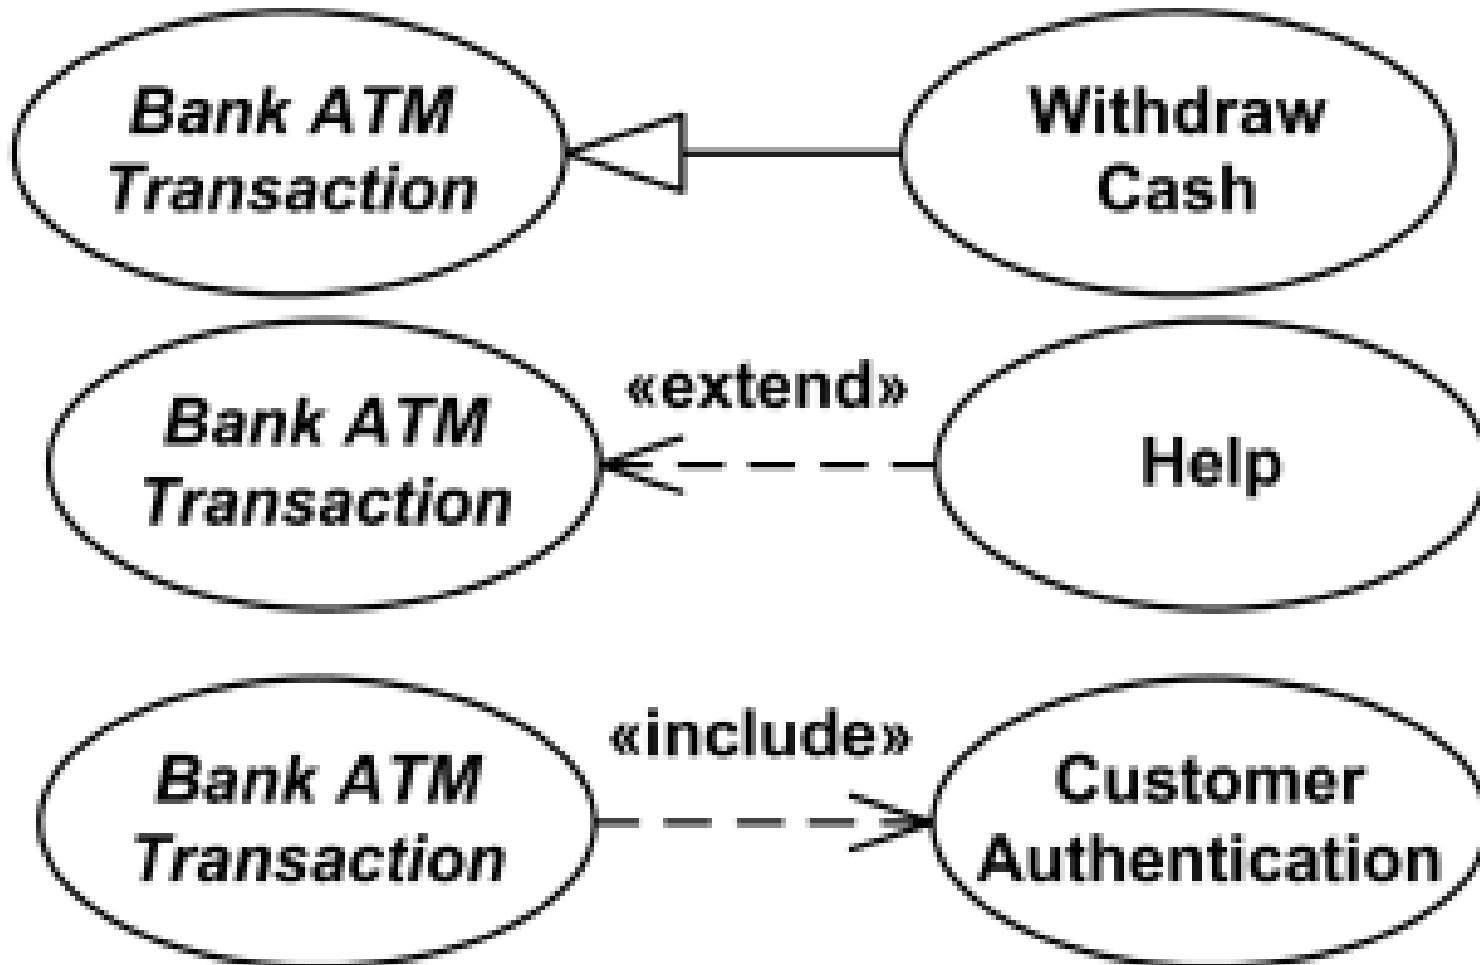 Bank ATM
Transaction
Withdraw
Cash
Bank ATM
Transaction
«extend»
Help
Bank ATM
Transaction
«include»
Customer
Authentication